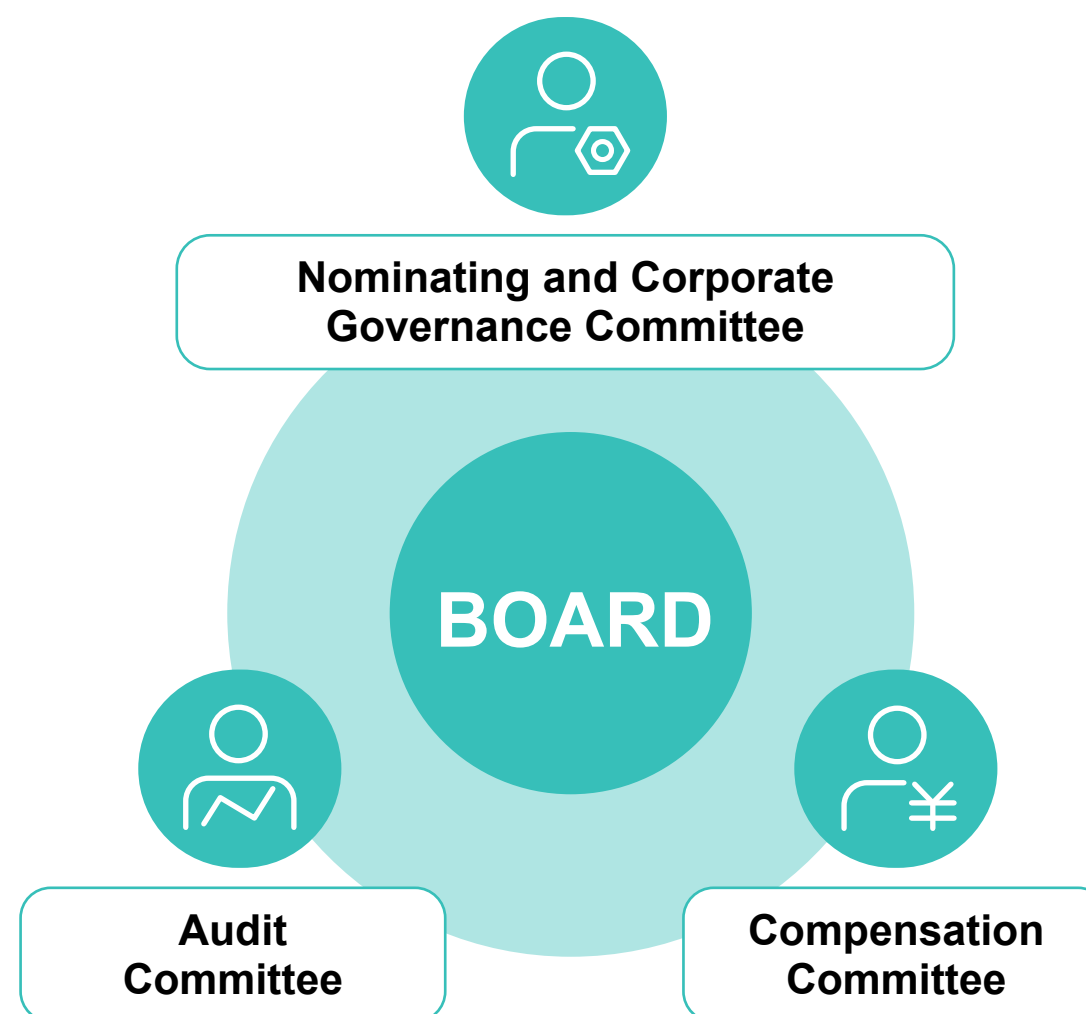 Nominating and Corporate
Governance Committee
BOARD
Audit
Committee
Compensation
Committee